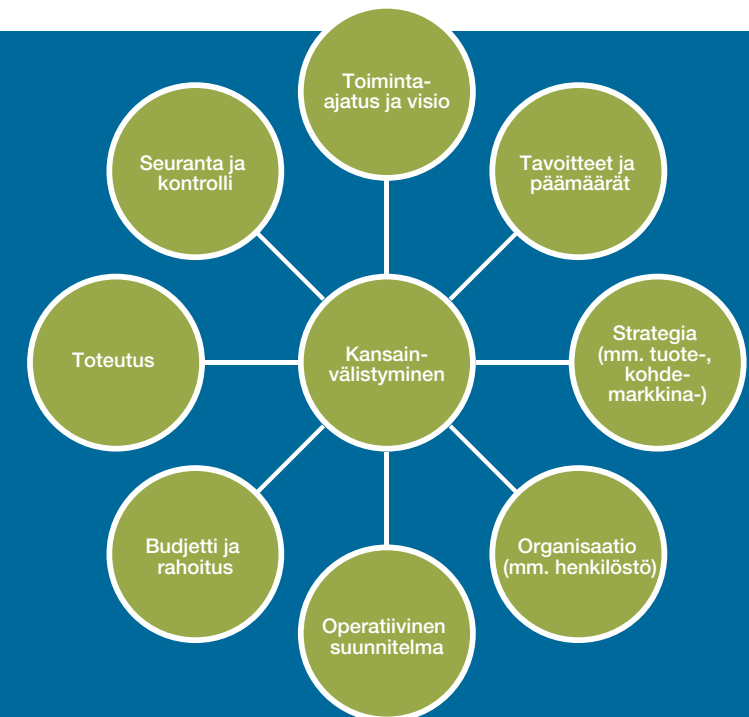 Toiminta-
ajatus ja visio
Tavoitteet ja
päämäärät
Strategia
(mm. tuote-,
kohde-
markkina-)
Organisaatio
(mm. henkilöstö)
Operatiivinen
suunnitelma
Budjetti ja
rahoitus
Toteutus
Seuranta ja
kontrolli
Kansain-
välistyminen